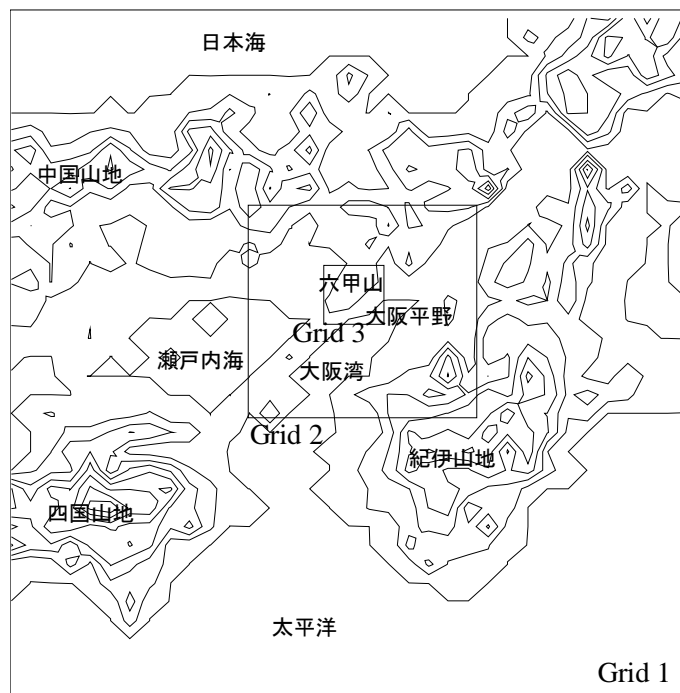 日本海
中国山地
六甲山
大阪平野
Grid 3
瀬戸内海
大阪湾
Grid 2
紀伊山地
四国山地
太平洋
Grid 1